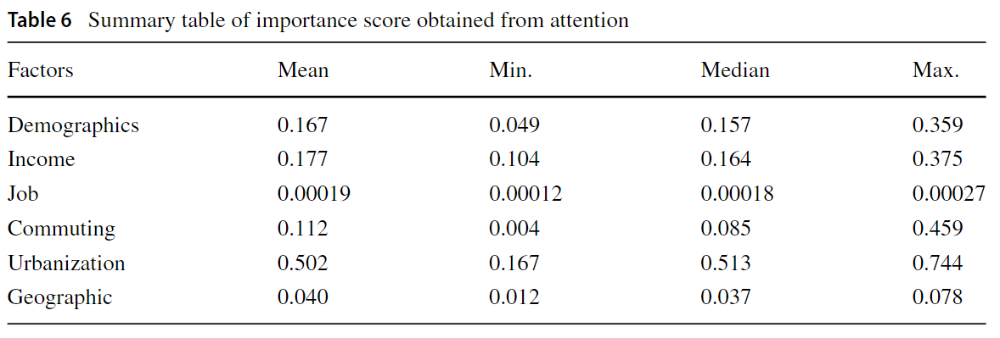 Table 6 Summary table of importance score obtained from attention
Factors Mean Min. Median Max.
Demographics 0.167 0.049 0.157 0.359
Income 0.177 0.104 0.164 0.375
Job 0.00019 0.00012 0.00018 0.00027
Commuting 0.112 0.004 0.085 0.459
Urbanization 0.502 0.167 0.513 0.744
Geographic 0.040 0.012 0.037 0.078